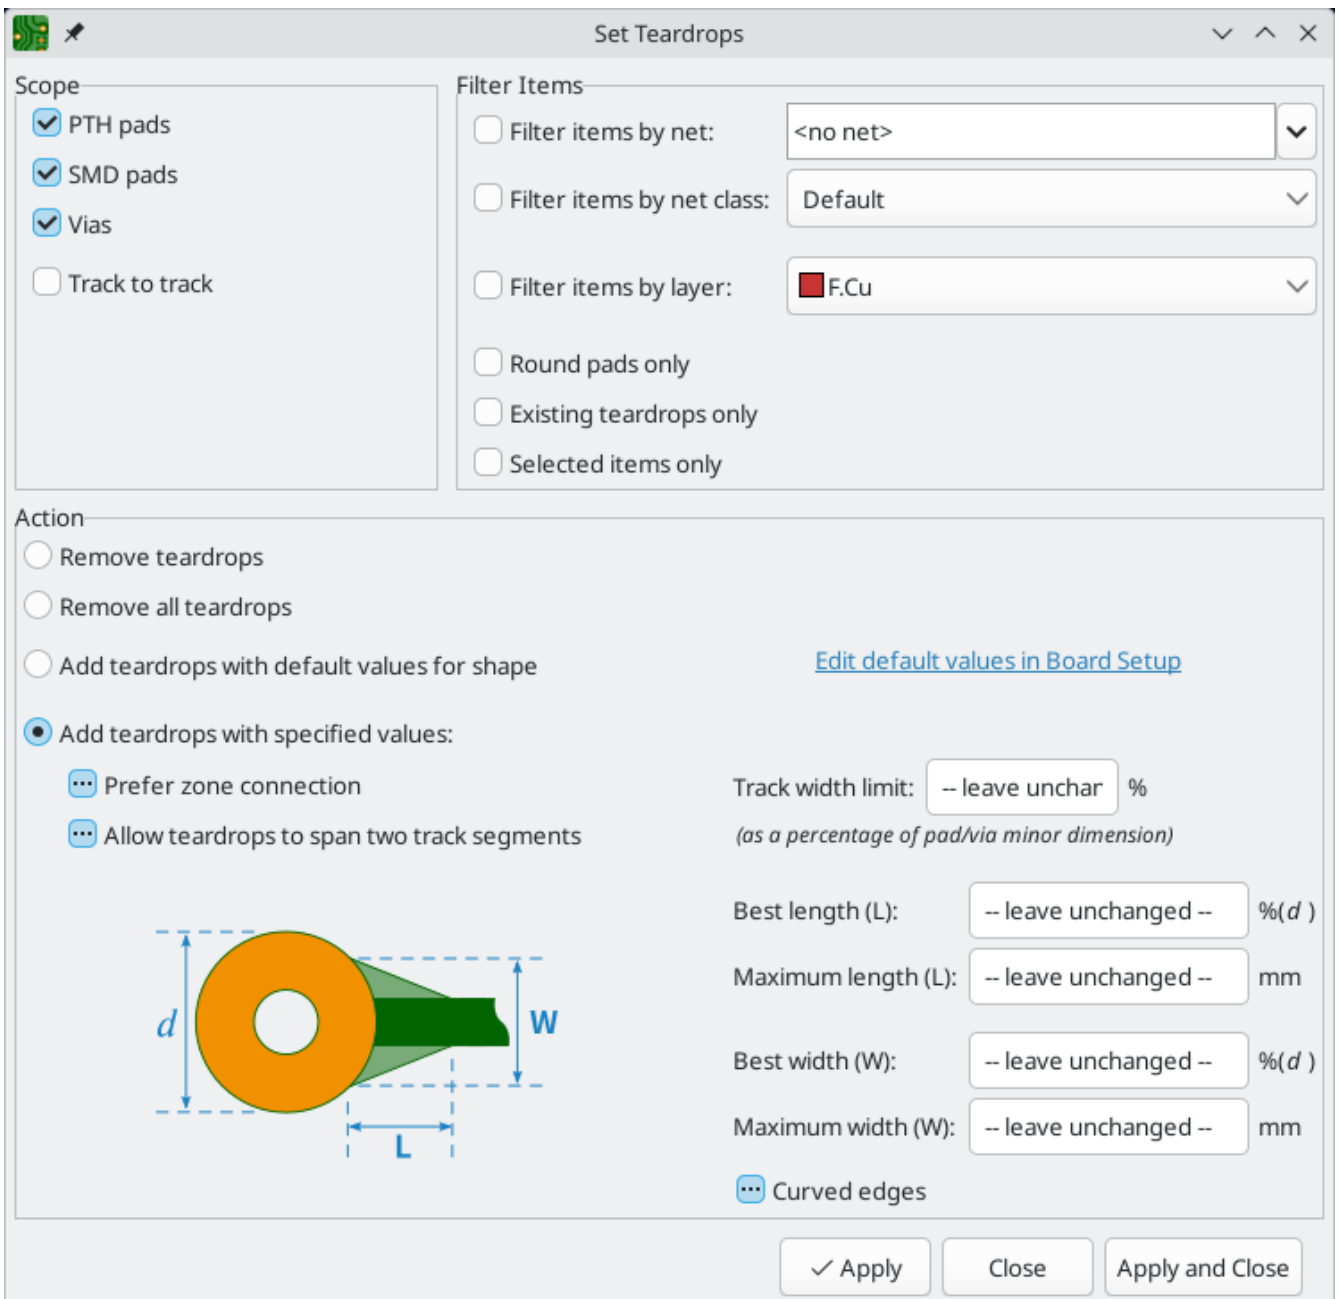 Set Teardrops
Scope
PTH pads
SMD pads
Vias
Track to track
Filter Items
Filter items by net: <no net>
Filter items by net class: Default
Filter items by layer: F.Cu
Round pads only
Existing teardrops only
Selected items only
Action
Remove teardrops
Remove all teardrops
Add teardrops with default values for shape
Edit default values in Board Setup
Add teardrops with specified values:
Prefer zone connection
Allow teardrops to span two track segments
d
W
L
Track width limit: -- leave unchar %
(as a percentage of pad/via minor dimension)
Best length (L): -- leave unchanged -- %(d )
Maximum length (L): -- leave unchanged -- mm
Best width (W): -- leave unchanged -- %(d )
Maximum width (W): -- leave unchanged -- mm
Curved edges
Apply
Close
Apply and Close